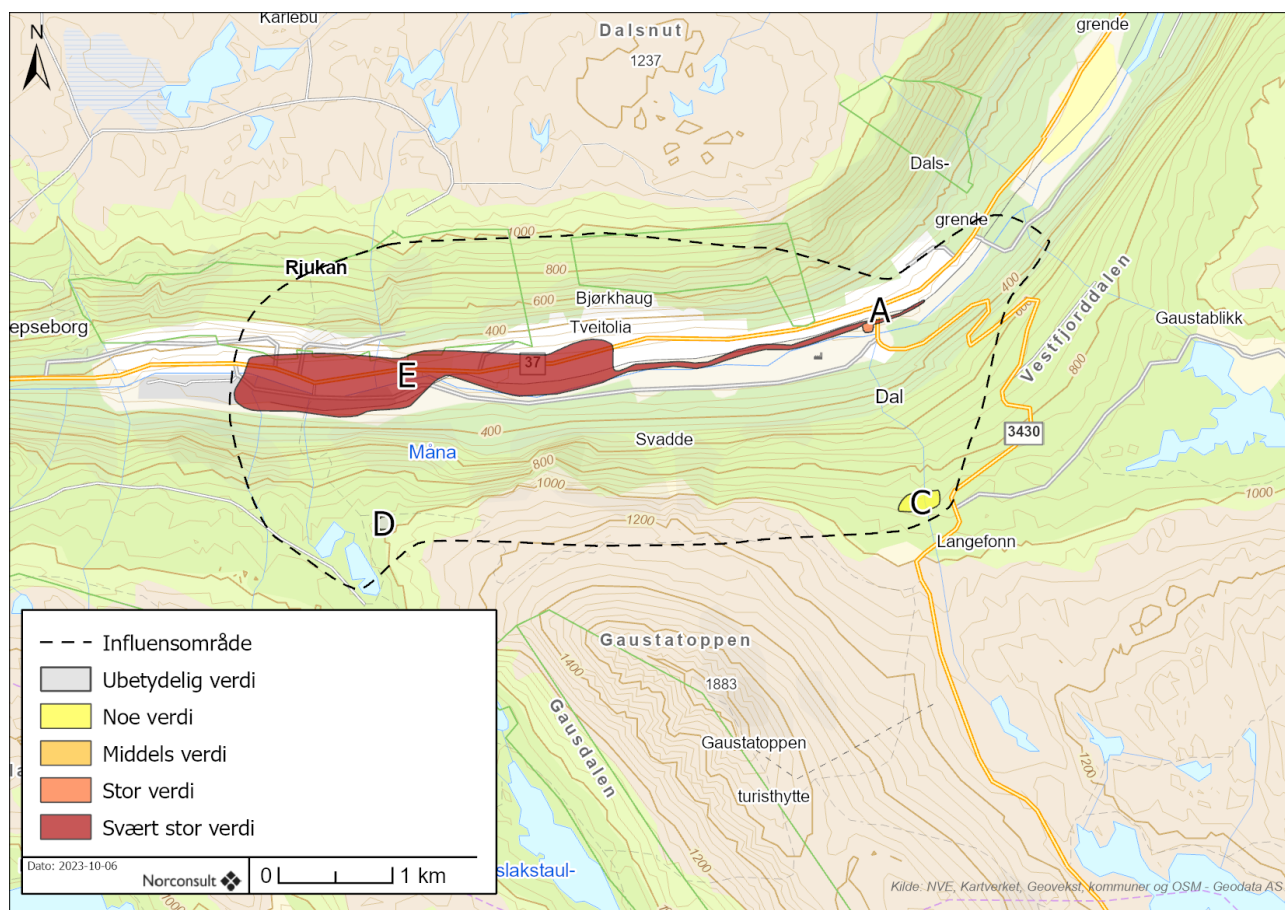 Karlebu
Dalsnut
1237
grende
N
Dals-
grende
1000
Rjukan
800
600
Bjørkhaug
Tveitolia
400
epseborg
A
400
Vestfjorddalen
Gaustablikk
37
E
800
Dal
Svadde
3430
400
Måna
800
1000
1000
C
D
1200
Langefonn
Influensområde
Ubetydelig verdi
Noe verdi
Middels verdi
Stor verdi
Svært stor verdi
Gaustatoppen
1400
1883
Gausdalen
Gaustatoppen
turisthytte
1200
1200
Dato: 2023-10-06
Norconsult
0
1 km
slakstaul-
Kilde: NVE, Kartverket, Geovekst, kommuner og OSM - Geodata AS